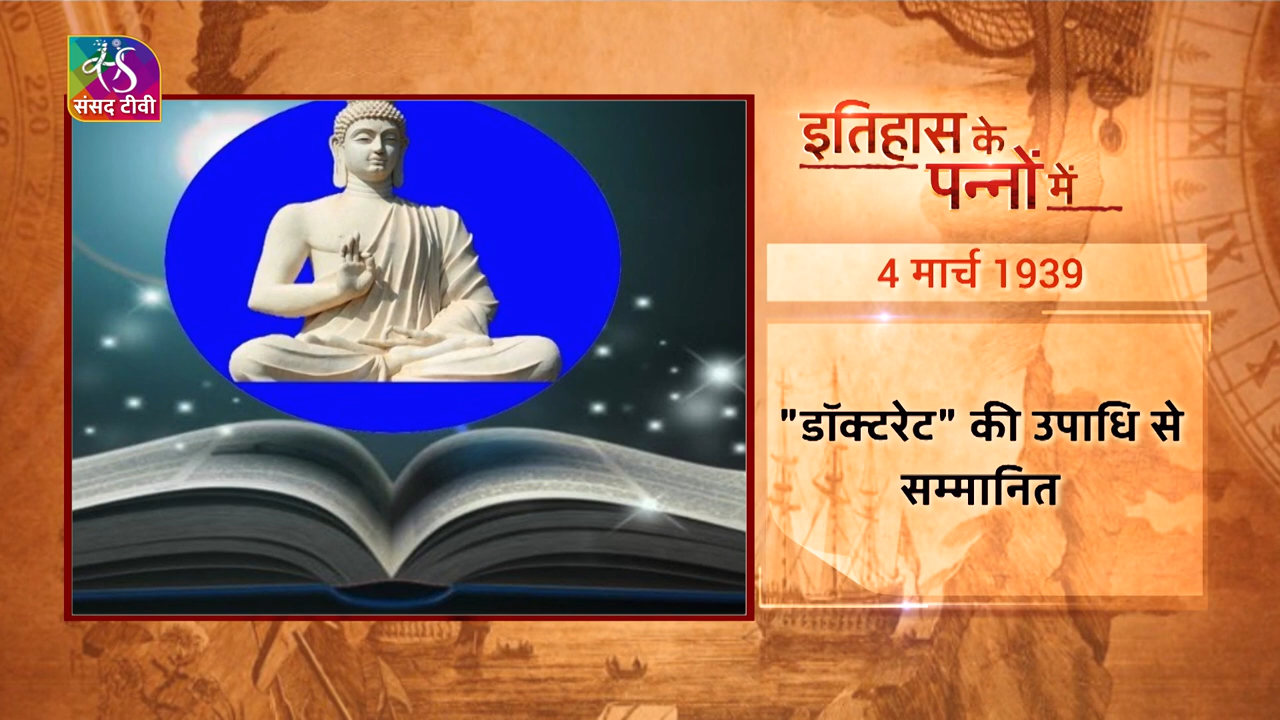 संसद टीवी
इतिहास के
पन्नों में
4 मार्च 1939
"डॉक्टरेट" की उपाधि से
सम्मानित